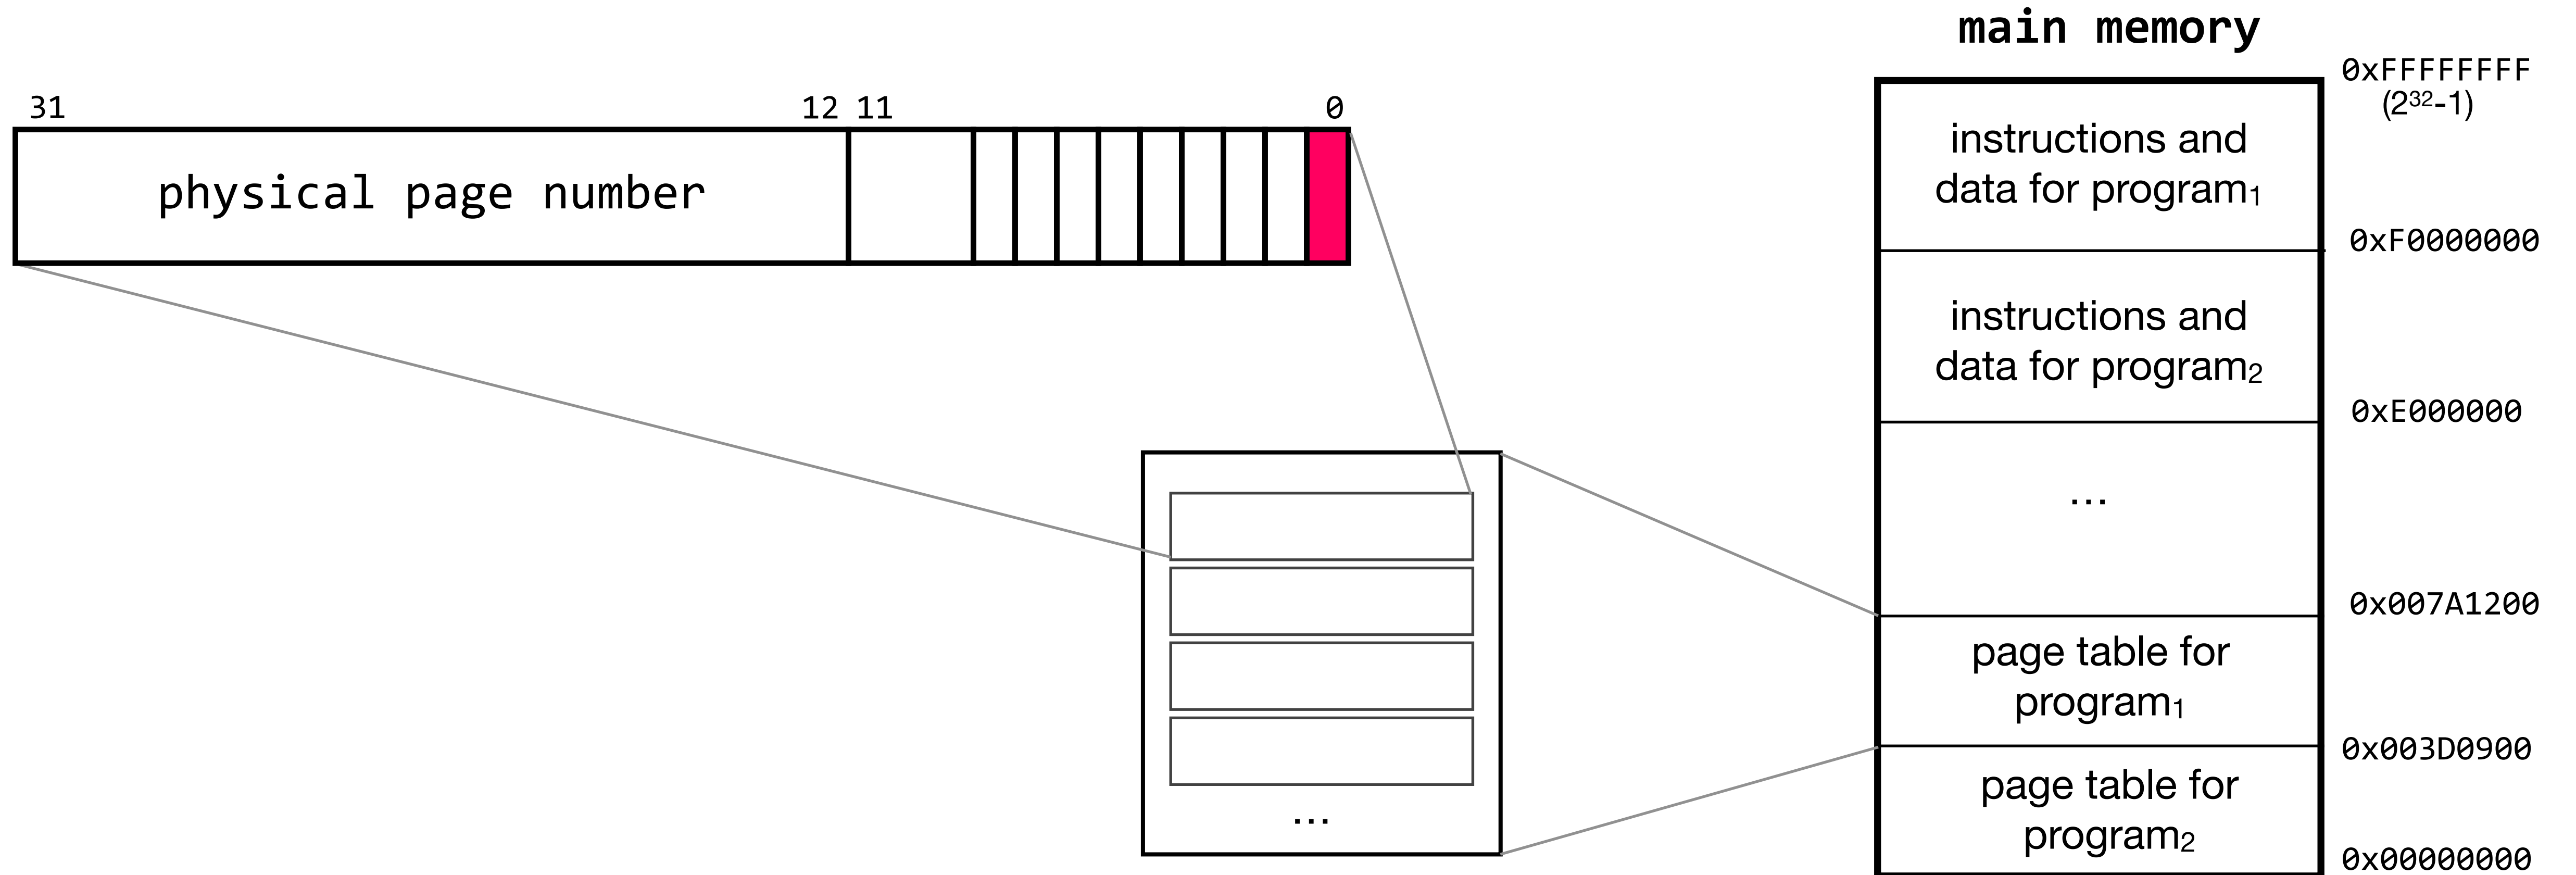 main memory
31
12
11
0
physical page number
0xFFFFFFFF
(2³²-1)
instructions and
data for program₁
0xF0000000
instructions and
data for program₂
0xE000000
...
0x007A1200
page table for
program₁
0x003D0900
page table for
program₂
0x00000000
...